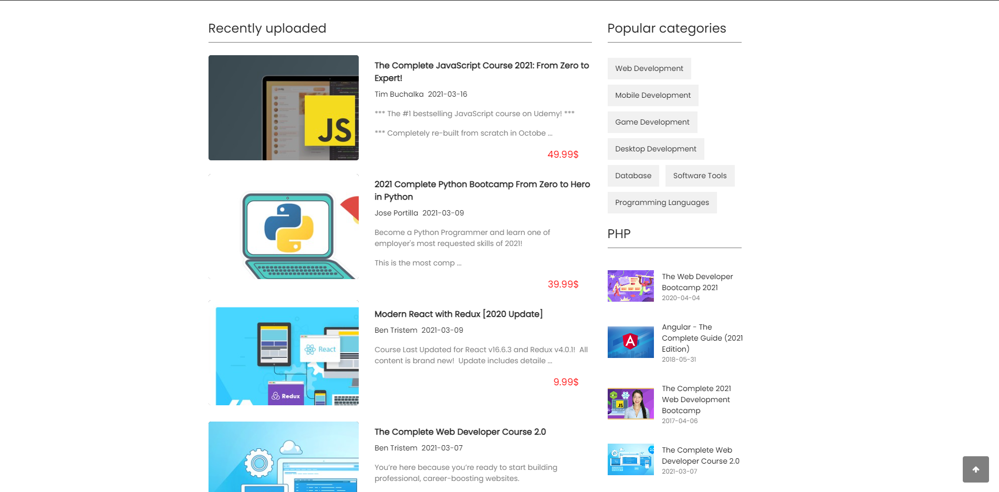 Recently uploaded
JS
The Complete JavaScript Course 2021: From Zero to
Expert!
Tim Buchalka 2021-03-16
*** The #1 bestselling JavaScript course on Udemy! ***
*** Completely re-built from scratch in Octobe ...
49.99$
2021 Complete Python Bootcamp From Zero to Hero
in Python
Jose Portilla 2021-03-09
Become a Python Programmer and learn one of
employer's most requested skills of 2021!
This is the most comp ...
39.99$
React
Redux
Modern React with Redux [2020 Update]
Ben Tristem 2021-03-09
Course Last Updated for React v16.6.3 and Redux v4.0.1! All
content is brand new! Update includes detaile ...
9.99$
The Complete Web Developer Course 2.0
Ben Tristem 2021-03-07
You’re here because you’re ready to start building
professional, career-boosting websites.
Popular categories
Web Development
Mobile Development
Game Development
Desktop Development
Database Software Tools
Programming Languages
PHP
The Web Developer
Bootcamp 2021
2020-04-04
A
Angular - The
Complete Guide (2021
Edition)
2018-05-31
JS
The Complete 2021
Web Development
Bootcamp
2017-04-06
2.0
The Complete Web
Developer Course 2.0
2021-03-07